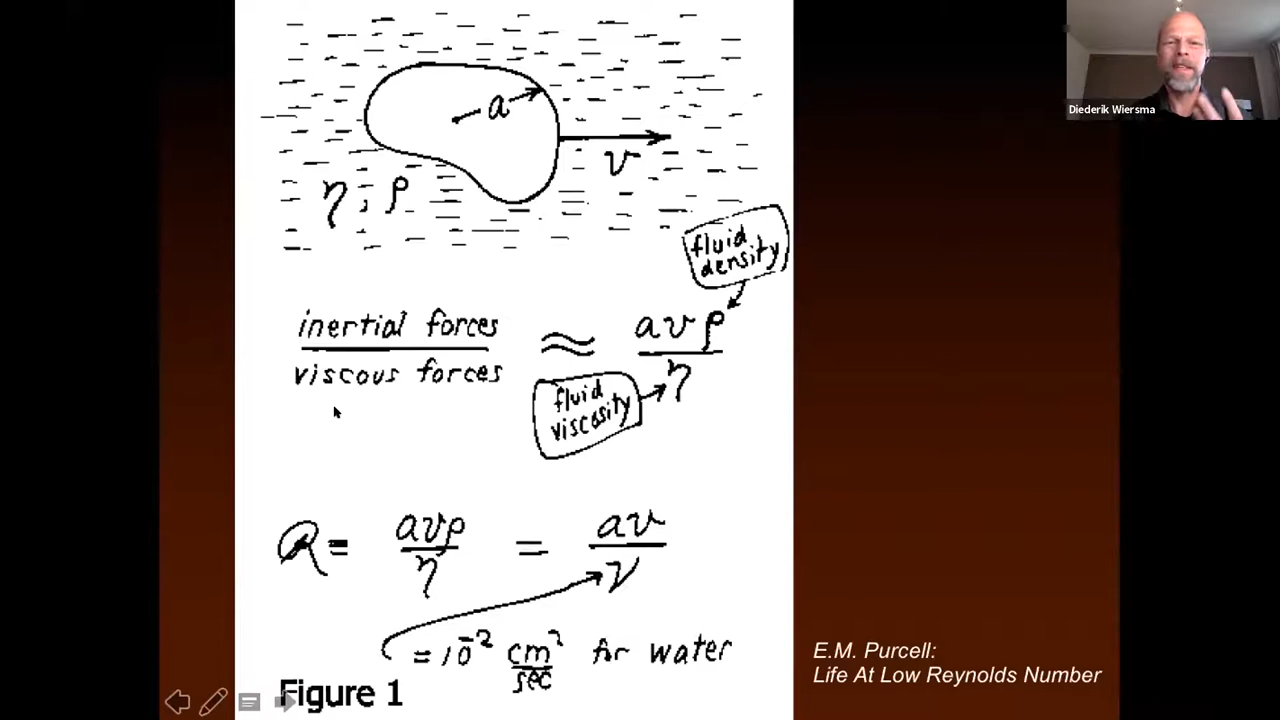 Diederik Wiersma
a
v
η, ρ
fluid
density
inertial forces
viscous forces
≈
avρ
η
fluid
viscosity
R ≡ avρ
η
= av
ν
= 10⁻² cm²
sec
for water
Figure 1
E.M. Purcell:
Life At Low Reynolds Number